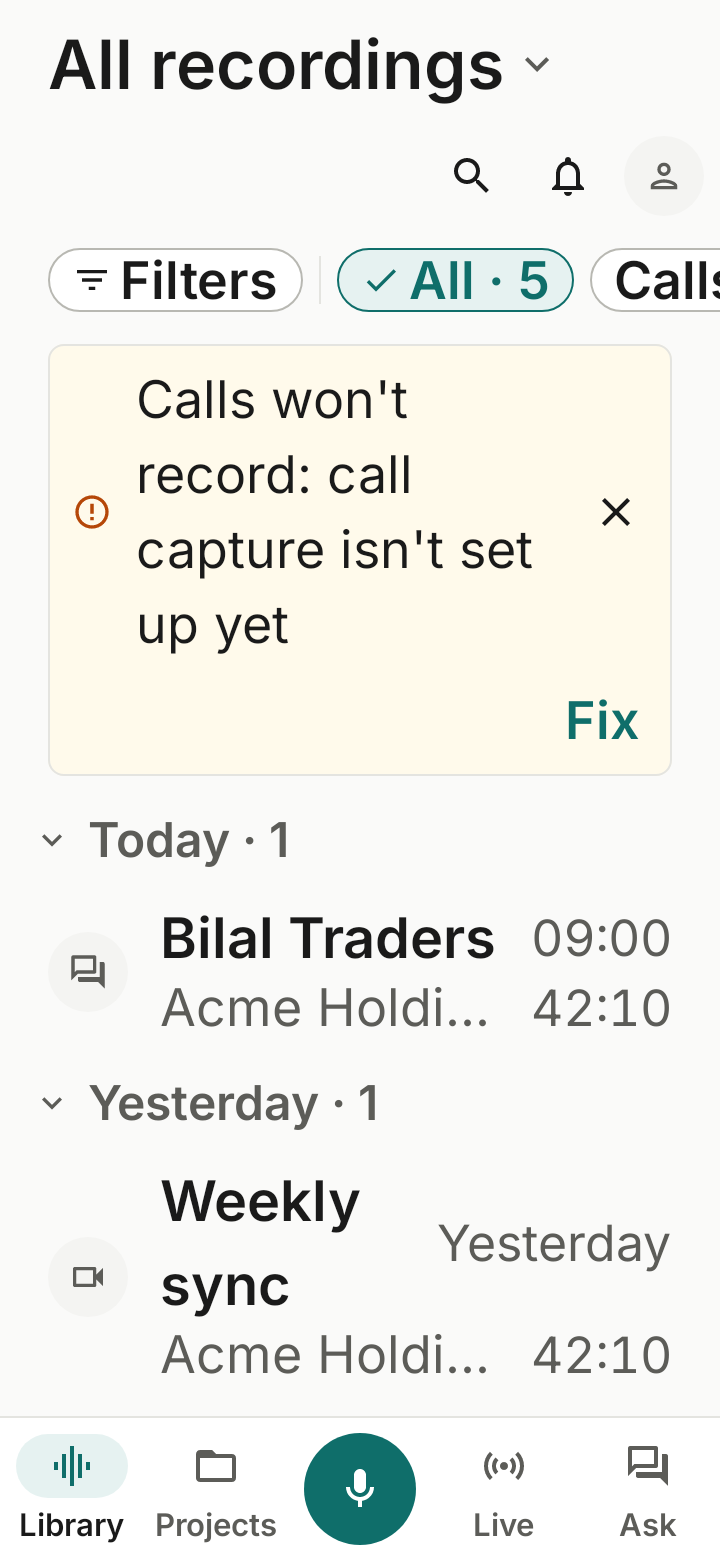 All recordings
Filters
All · 5
Calls
Calls won't
record: call
capture isn't set
up yet
Fix
Today · 1
Bilal Traders 09:00
Acme Holdi... 42:10
Yesterday · 1
Weekly
sync
Yesterday
Acme Holdi... 42:10
Library Projects Live Ask